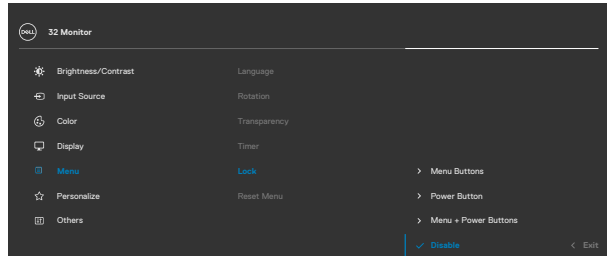 DELL
32 Monitor
Brightness/Contrast
Language
Input Source
Rotation
Color
Transparency
Display
Timer
Menu
Lock
Menu Buttons
Personalize
Reset Menu
Power Button
Others
Menu + Power Buttons
Disable
Exit